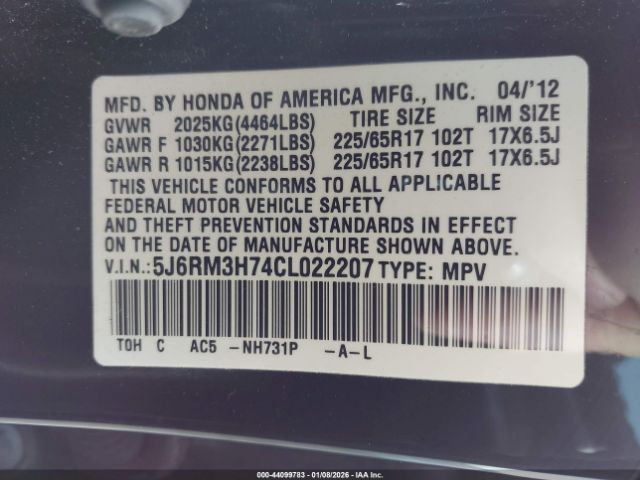 MFD. BY HONDA OF AMERICA MFG., INC. 04/'12
GVWR 2025KG(4464LBS) TIRE SIZE RIM SIZE
GAWR F 1030KG(2271LBS) 225/65R17 102T 17X6.5J
GAWR R 1015KG(2238LBS) 225/65R17 102T 17X6.5J
THIS VEHICLE CONFORMS TO ALL APPLICABLE
FEDERAL MOTOR VEHICLE SAFETY
AND THEFT PREVENTION STANDARDS IN EFFECT
ON THE DATE OF MANUFACTURE SHOWN ABOVE.
V.I.N.:5J6RM3H74CL022207 TYPE: MPV
TOH C AC5 -NH731P -A-L
000-44099783 - 01/08/2026 - IAA Inc.